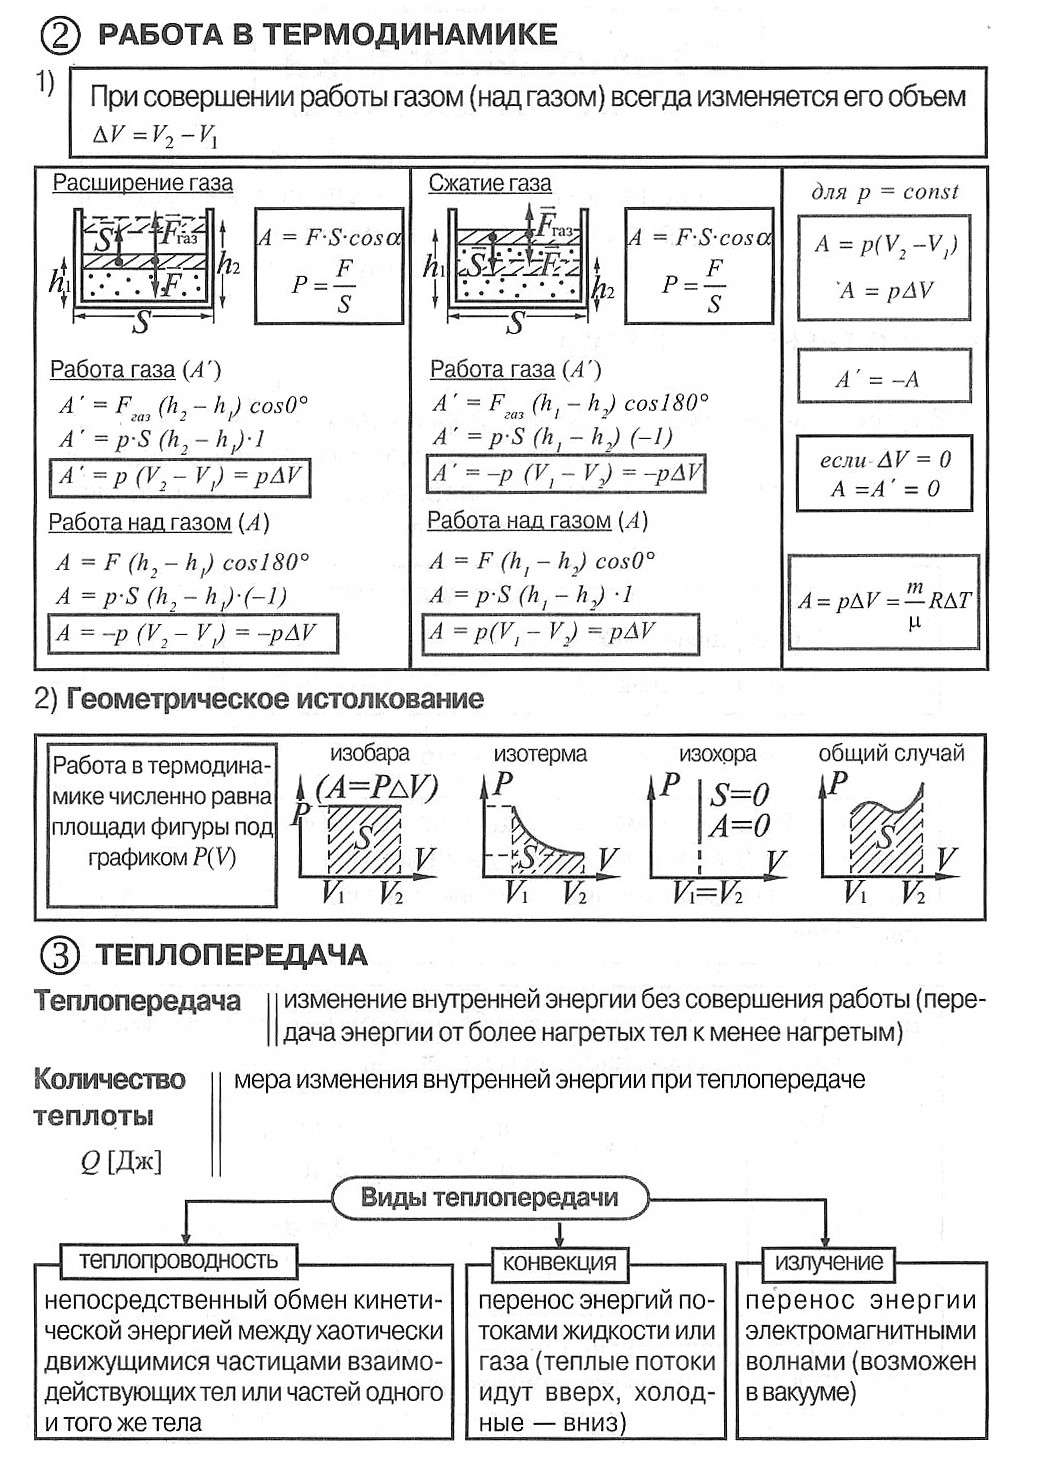 ② РАБОТА В ТЕРМОДИНАМИКЕ
1)
При совершении работы газом (над газом) всегда изменяется его объем
ΔV = V₂ – V₁
Расширение газа
S⃗ F⃗газ
h₁ F⃗ h₂
S
A = F·S·cosα
P = F/S
Работа газа (A´)
A´ = Fгаз (h₂ – h₁) cos0°
A´ = p·S (h₂ – h₁)·1
A´ = p (V₂ – V₁) = pΔV
Работа над газом (A)
A = F (h₂ – h₁) cos180°
A = p·S (h₂ – h₁)·(–1)
A = –p (V₂ – V₁) = –pΔV
Сжатие газа
F⃗газ
h₁ S⃗ F⃗ h₂
S
A = F·S·cosα
P = F/S
Работа газа (A´)
A´ = Fгаз (h₁ – h₂) cos180°
A´ = p·S (h₁ – h₂) (–1)
A´ = –p (V₁ – V₂) = –pΔV
Работа над газом (A)
A = F (h₁ – h₂) cos0°
A = p·S (h₁ – h₂) ·1
A = p(V₁ – V₂) = pΔV
для p = const
A = p(V₂ –V₁)
A = pΔV
A´ = –A
если ΔV = 0
A =A´ = 0
A = pΔV = m/μ RΔT
2) Геометрическое истолкование
Работа в термодина-
мике численно равна
площади фигуры под
графиком P(V)
изобара
(A=P△V)
P
S
V
V₁ V₂
изотерма
P
S
V
V₁ V₂
изохора
P
S=0
A=0
V
V₁=V₂
общий случай
P
S
V
V₁ V₂
③ ТЕПЛОПЕРЕДАЧА
Теплопередача
изменение внутренней энергии без совершения работы (пере-
дача энергии от более нагретых тел к менее нагретым)
Количество
теплоты
Q [Дж]
мера изменения внутренней энергии при теплопередаче
Виды теплопередачи
теплопроводность
непосредственный обмен кинети-
ческой энергией между хаотически
движущимися частицами взаимо-
действующих тел или частей одного
и того же тела
конвекция
перенос энергий по-
токами жидкости или
газа (теплые потоки
идут вверх, холод-
ные — вниз)
излучение
перенос энергии
электромагнитными
волнами (возможен
в вакууме)